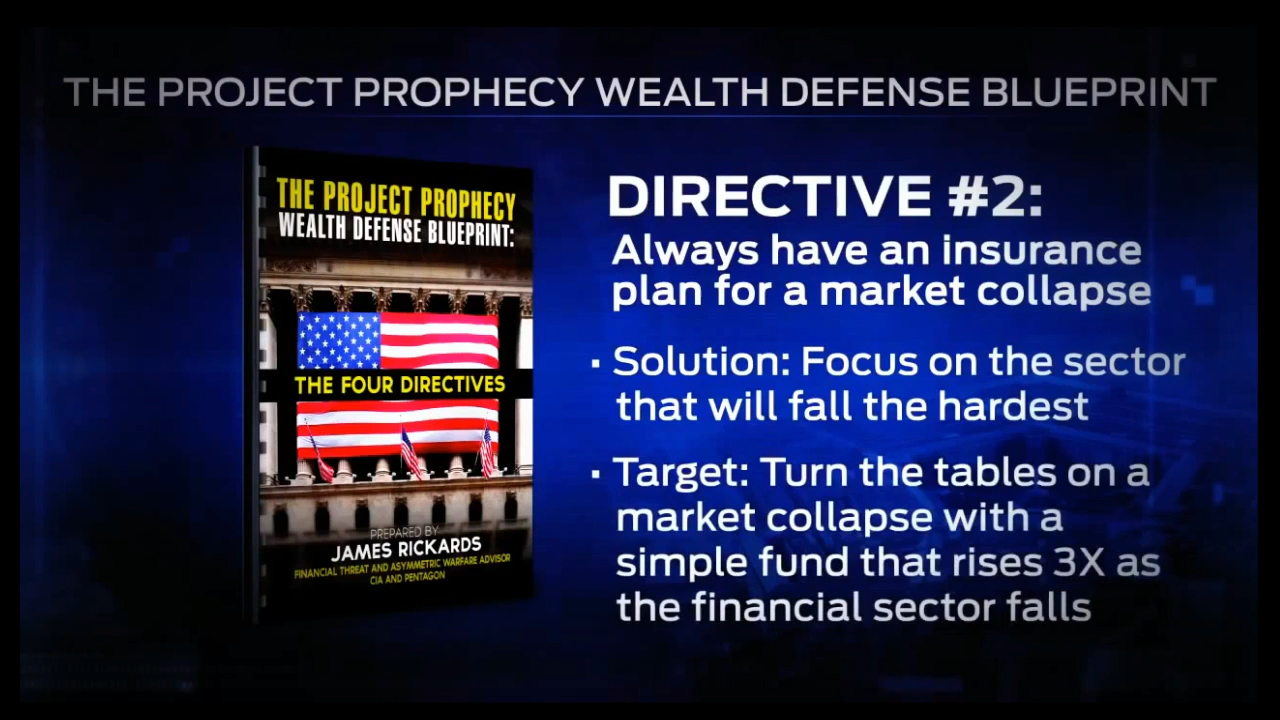 THE PROJECT PROPHECY WEALTH DEFENSE BLUEPRINT
THE PROJECT PROPHECY
WEALTH DEFENSE BLUEPRINT:
THE FOUR DIRECTIVES
PREPARED BY
JAMES RICKARDS
FINANCIAL THREAT AND ASYMMETRIC WARFARE ADVISOR
CIA AND PENTAGON
DIRECTIVE #2:
Always have an insurance
plan for a market collapse
· Solution: Focus on the sector
that will fall the hardest
· Target: Turn the tables on a
market collapse with a
simple fund that rises 3X as
the financial sector falls